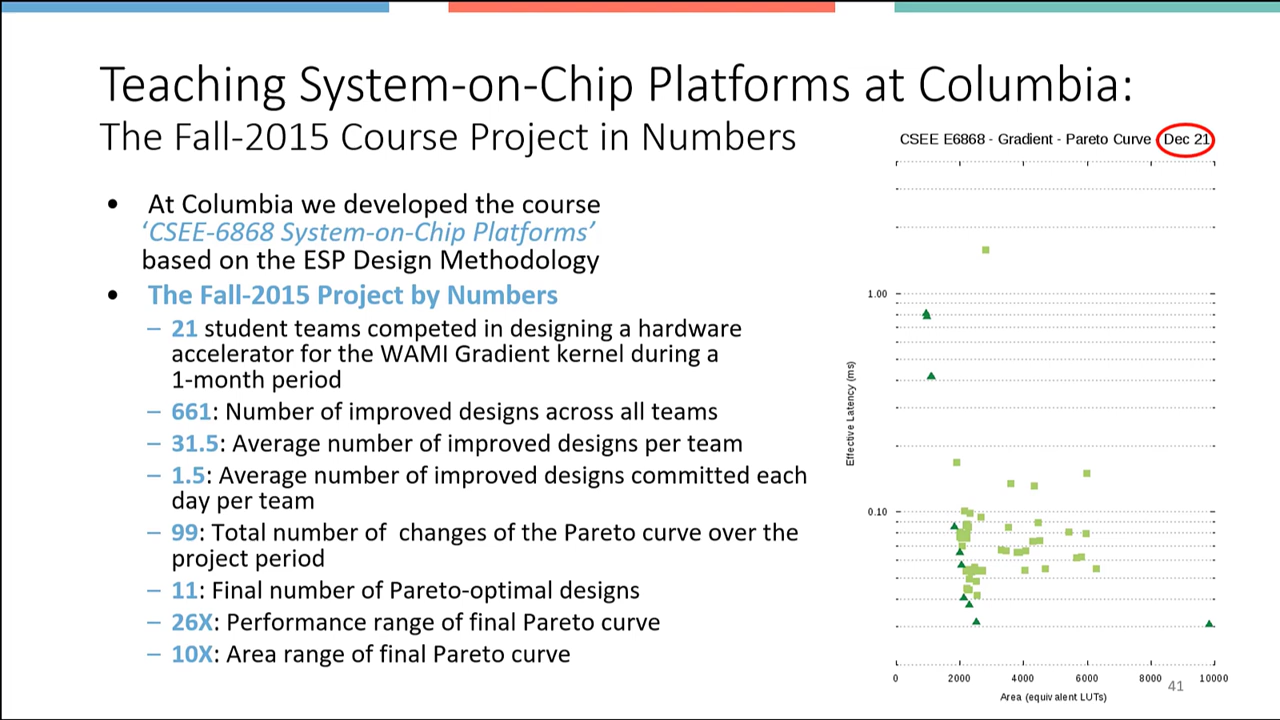 Teaching System-on-Chip Platforms at Columbia:
The Fall-2015 Course Project in Numbers
• At Columbia we developed the course
‘CSEE-6868 System-on-Chip Platforms’
based on the ESP Design Methodology
• The Fall-2015 Project by Numbers
– 21 student teams competed in designing a hardware
accelerator for the WAMI Gradient kernel during a
1-month period
– 661: Number of improved designs across all teams
– 31.5: Average number of improved designs per team
– 1.5: Average number of improved designs committed each
day per team
– 99: Total number of changes of the Pareto curve over the
project period
– 11: Final number of Pareto-optimal designs
– 26X: Performance range of final Pareto curve
– 10X: Area range of final Pareto curve
CSEE E6868 - Gradient - Pareto Curve Dec 21
Effective Latency (ms)
1.00
0.10
0 2000 4000 6000 8000 10000
Area (equivalent LUTs)
41